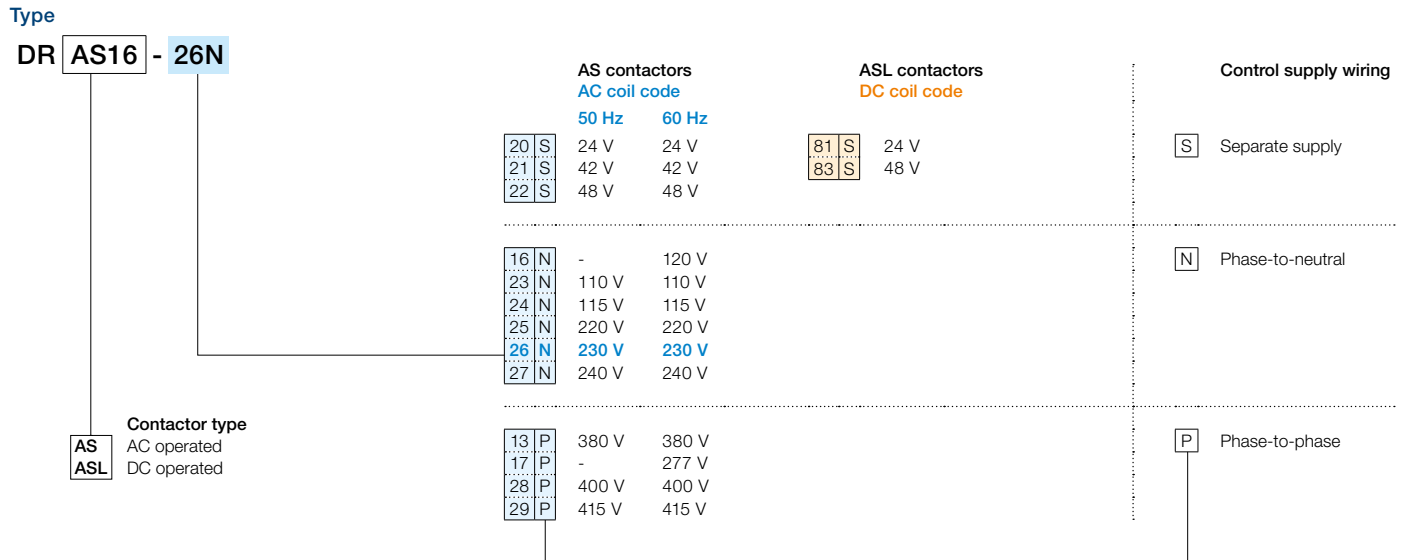 Type
DR AS16 - 26N
AS contactors ASL contactors Control supply wiring
AC coil code DC coil code
50 Hz 60 Hz
20 S 24 V 24 V 81 S 24 V S Separate supply
21 S 42 V 42 V 83 S 48 V
22 S 48 V 48 V
16 N - 120 V N Phase-to-neutral
23 N 110 V 110 V
24 N 115 V 115 V
25 N 220 V 220 V
26 N 230 V 230 V
27 N 240 V 240 V
Contactor type
AS AC operated
ASL DC operated
13 P 380 V 380 V P Phase-to-phase
17 P - 277 V
28 P 400 V 400 V
29 P 415 V 415 V